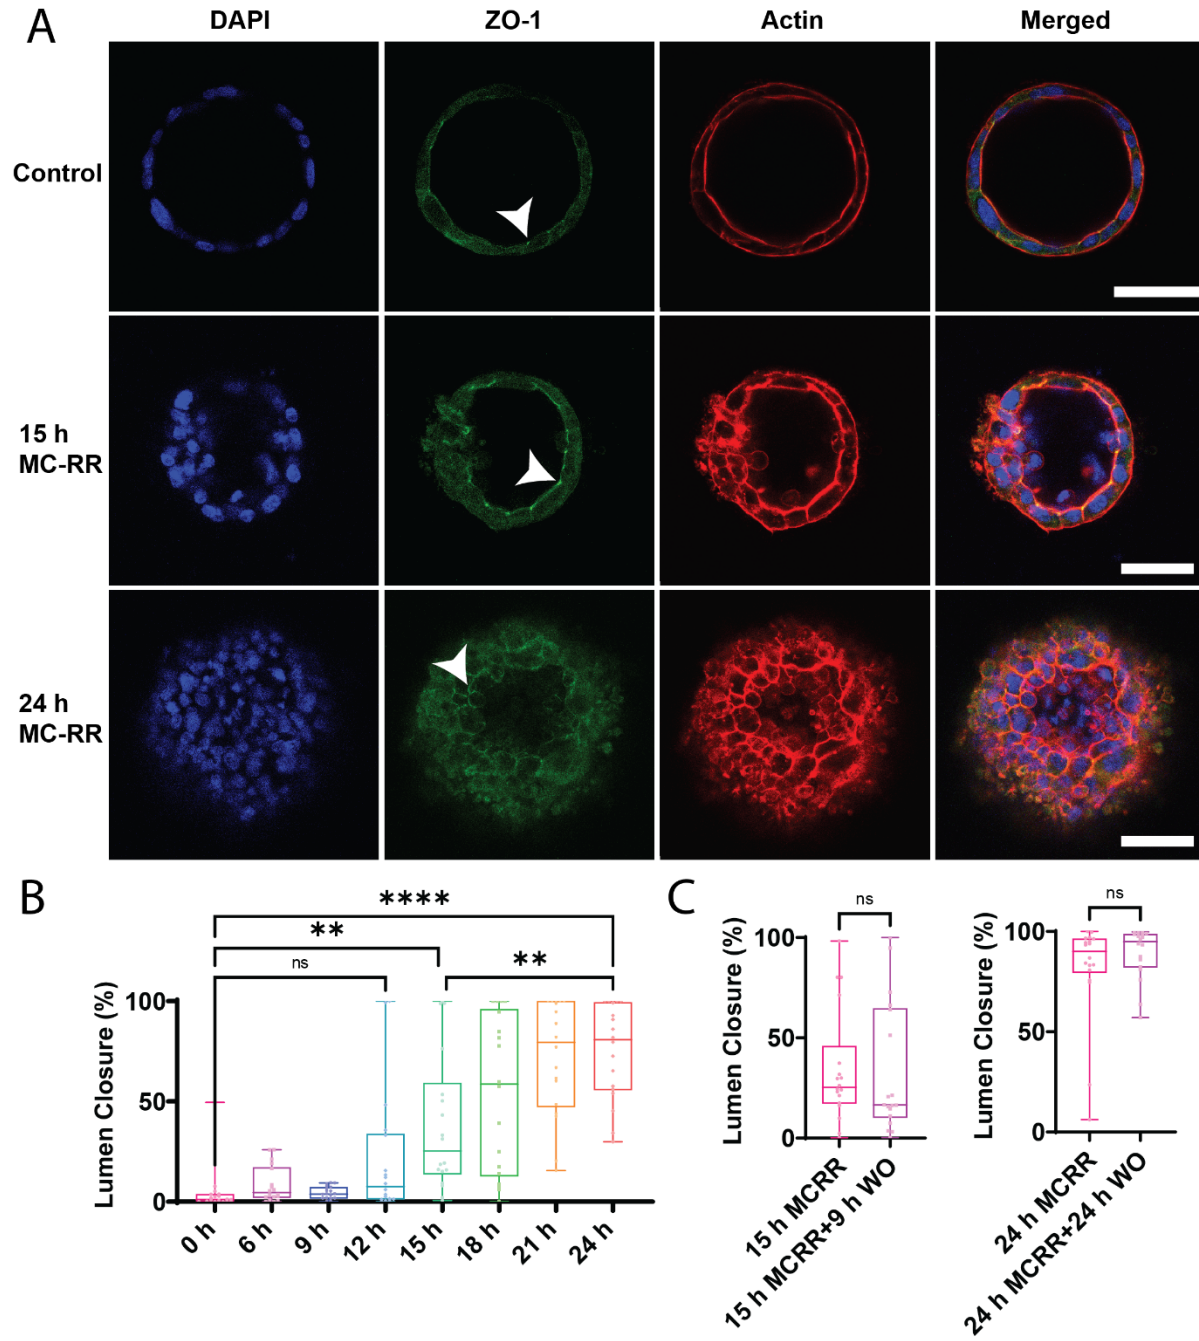 A
DAPI ZO-1 Actin Merged
Control
15 h
MC-RR
24 h
MC-RR
B
****
**
ns
**
Lumen Closure (%)
100
50
0
0 h 6 h 9 h 12 h 15 h 18 h 21 h 24 h
C
ns
Lumen Closure (%)
100
50
0
15 h MCRR
15 h MCRR+9 h WO
ns
Lumen Closure (%)
100
50
0
24 h MCRR
24 h MCRR+24 h WO